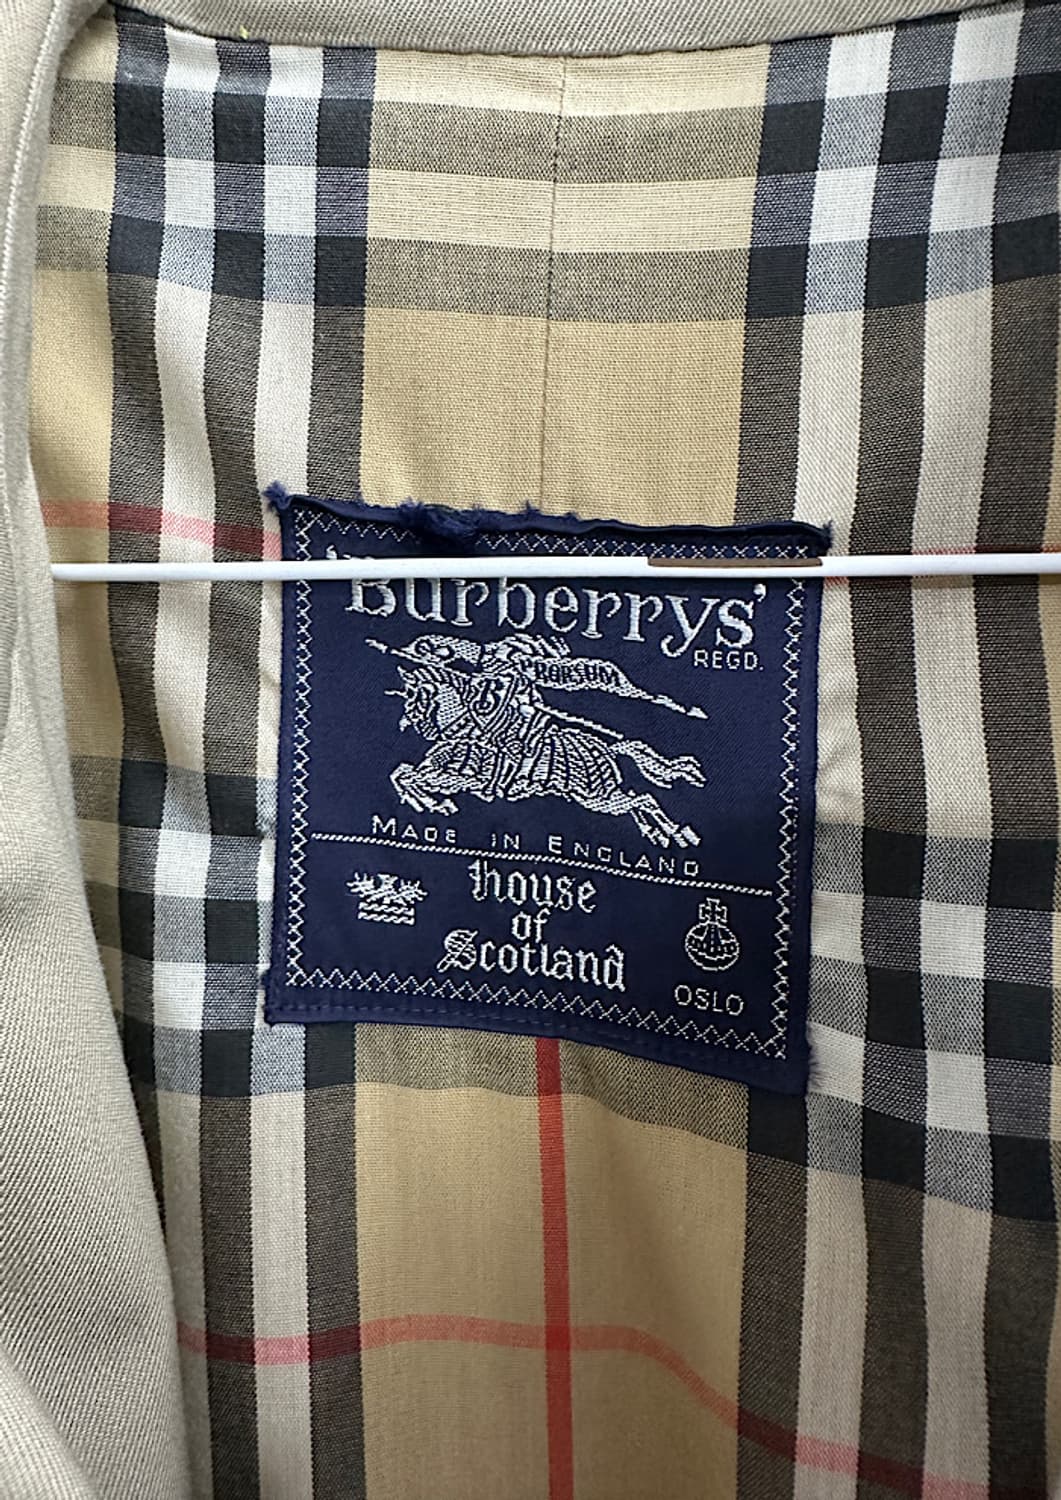 Burberrys'
REGD.
PRORSUM
B
MADE IN ENGLAND
house
of
Scotland
OSLO